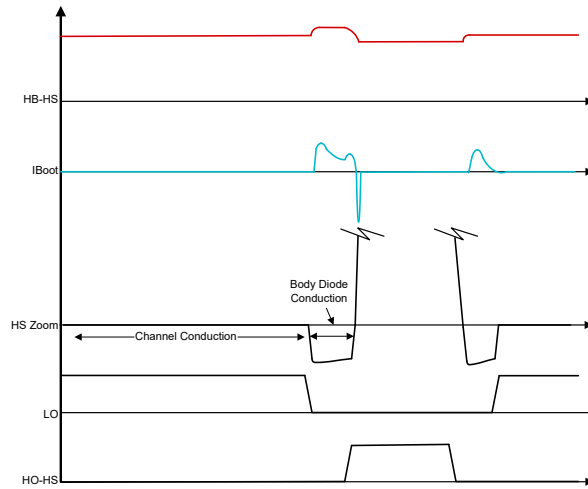 HB-HS
IBoot
Body Diode
Conduction
HS Zoom
Channel Conduction
LO
HO-HS